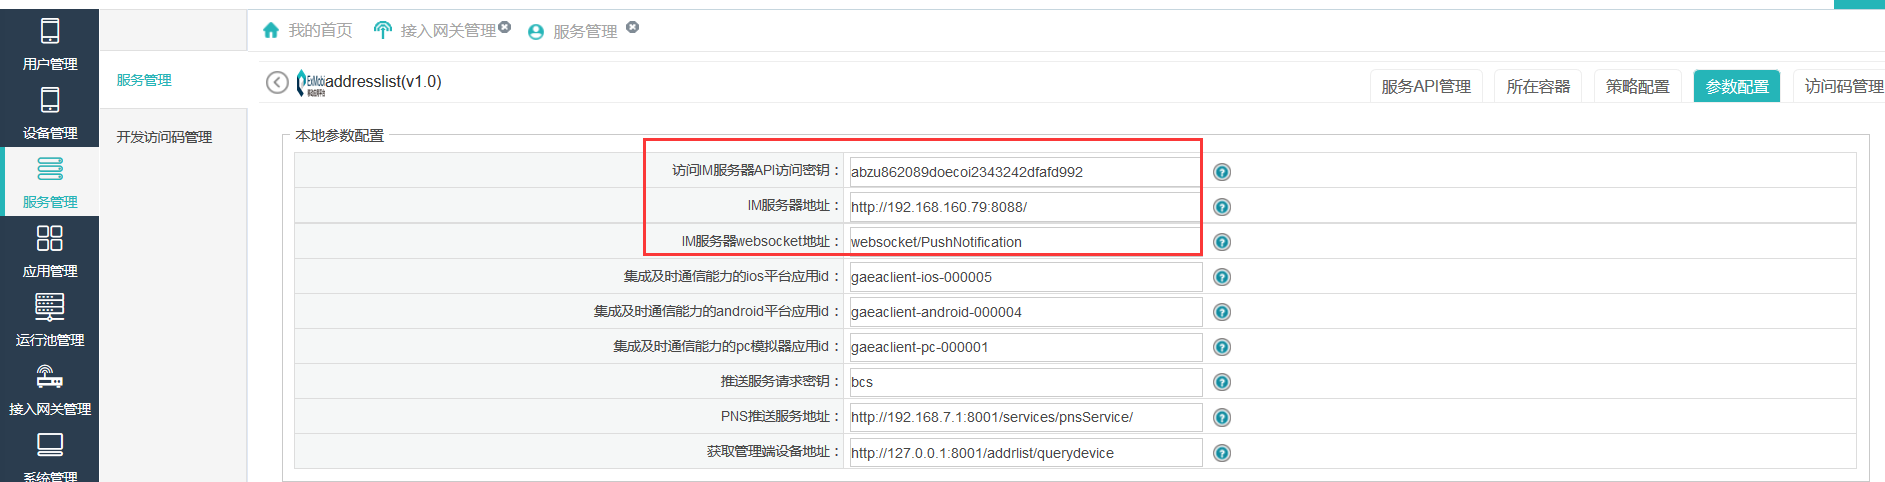 我的首页 接入网关管理 服务管理
用户管理
设备管理
服务管理
应用管理
运行池管理
接入网关管理
系统管理
服务管理
开发访问码管理
ExMobi addresslist(v1.0)
服务API管理 所在容器 策略配置 参数配置 访问码管理
本地参数配置
访问IM服务器API访问密钥： abzu862089doecoi2343242dfafd992
IM服务器地址： http://192.168.160.79:8088/
IM服务器websocket地址： websocket/PushNotification
集成及时通信能力的ios平台应用id： gaeaclient-ios-000005
集成及时通信能力的android平台应用id： gaeaclient-android-000004
集成及时通信能力的pc模拟器应用id： gaeaclient-pc-000001
推送服务请求密钥： bcs
PNS推送服务地址： http://192.168.7.1:8001/services/pnsService/
获取管理端设备地址： http://127.0.0.1:8001/addrlist/querydevice